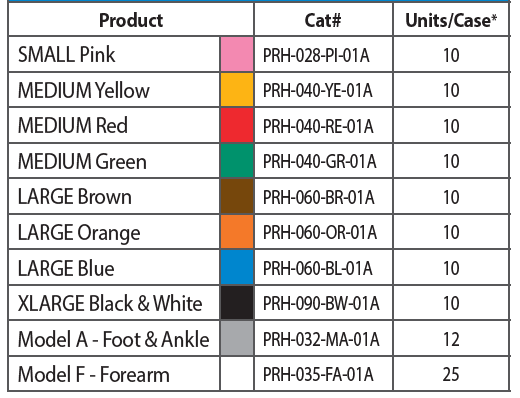 Product Cat# Units/Case*
SMALL Pink PRH-028-PI-01A 10
MEDIUM Yellow PRH-040-YE-01A 10
MEDIUM Red PRH-040-RE-01A 10
MEDIUM Green PRH-040-GR-01A 10
LARGE Brown PRH-060-BR-01A 10
LARGE Orange PRH-060-OR-01A 10
LARGE Blue PRH-060-BL-01A 10
XLARGE Black & White PRH-090-BW-01A 10
Model A - Foot & Ankle PRH-032-MA-01A 12
Model F - Forearm PRH-035-FA-01A 25